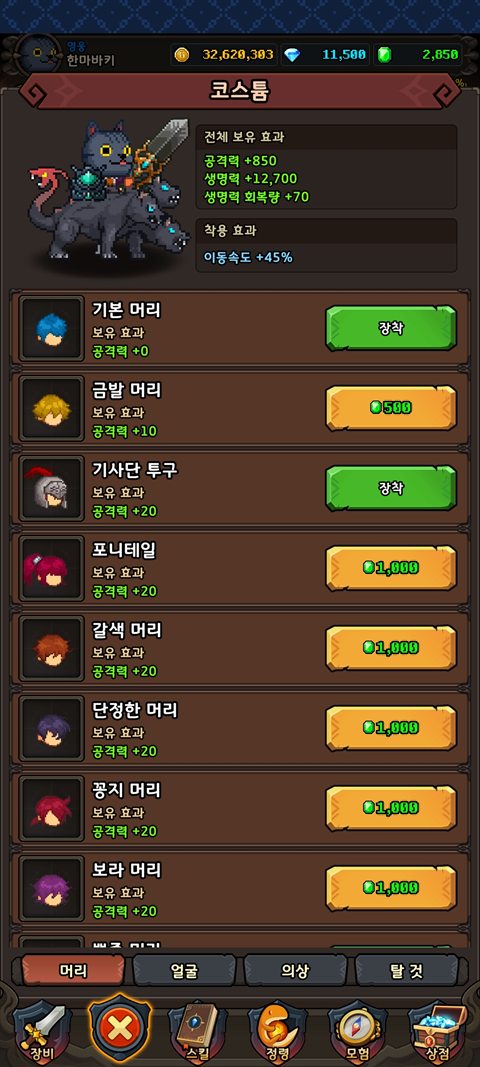 영웅
한마바키
32,620,303
11,500
2,850
코스튬
전체 보유 효과
공격력 +850
생명력 +12,700
생명력 회복량 +70
착용 효과
이동속도 +45%
기본 머리
보유 효과
공격력 +0
장착
금발 머리
보유 효과
공격력 +10
500
기사단 투구
보유 효과
공격력 +20
장착
포니테일
보유 효과
공격력 +20
1,000
갈색 머리
보유 효과
공격력 +20
1,000
단정한 머리
보유 효과
공격력 +20
1,000
꽁지 머리
보유 효과
공격력 +20
1,000
보라 머리
보유 효과
공격력 +20
1,000
머리
얼굴
의상
탈 것
장비
스킬
정령
모험
상점